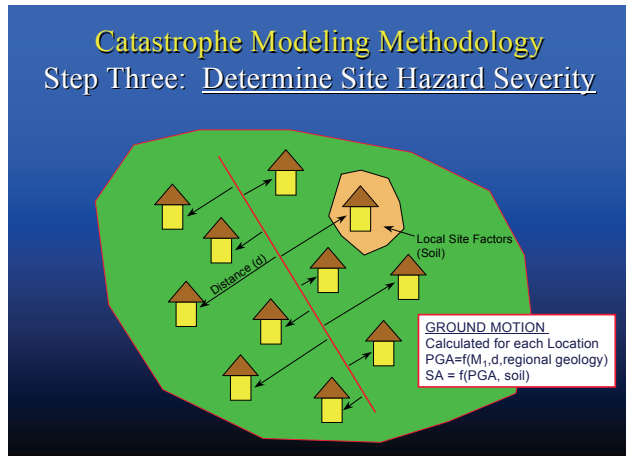 Catastrophe Modeling Methodology
Step Three: Determine Site Hazard Severity
Local Site Factors
(Soil)
Distance (d)
GROUND MOTION
Calculated for each Location
PGA=f(M₁,d,regional geology)
SA = f(PGA, soil)